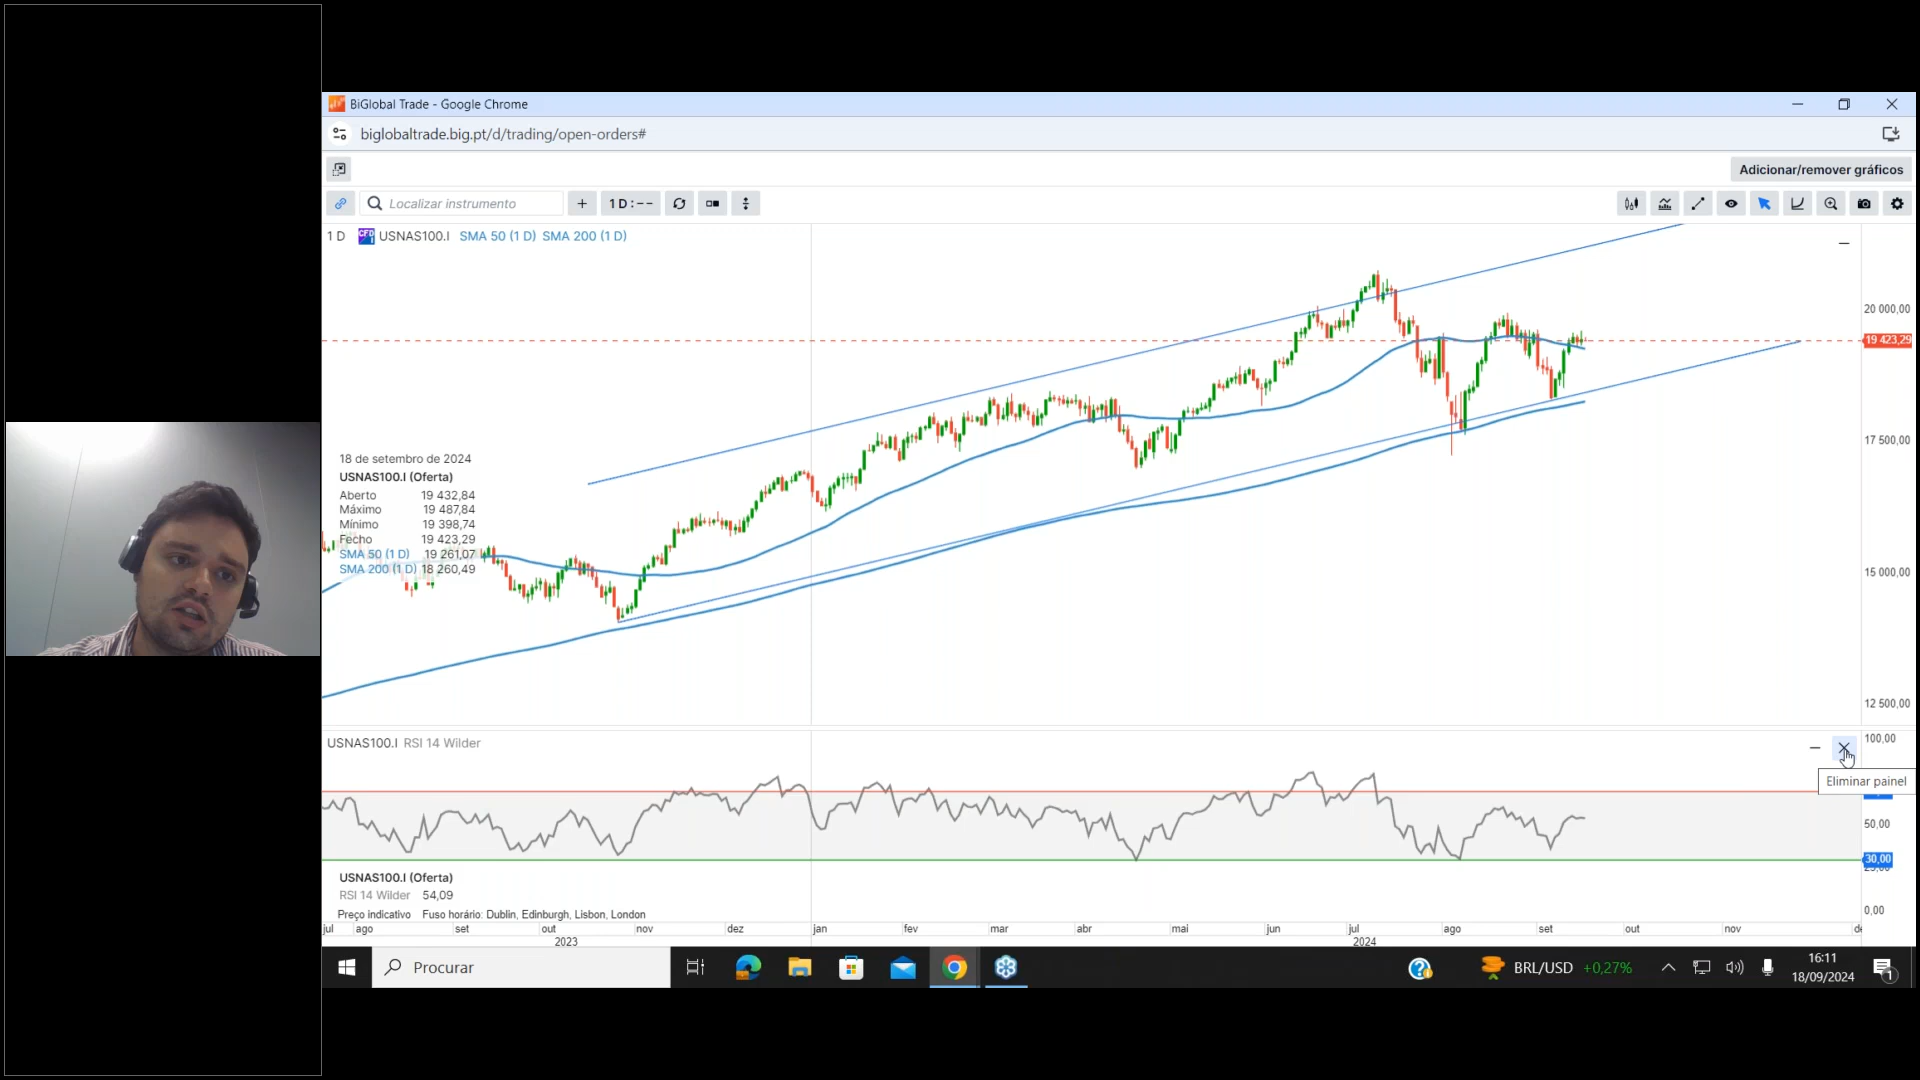 BiGlobal Trade - Google Chrome
biglobaltrade.big.pt/d/trading/open-orders#
Adicionar/remover gráficos
Localizar instrumento
1 D : --
1 D CFD USNAS100.I SMA 50 (1 D) SMA 200 (1 D)
20 000,00
19 423,29
17 500,00
15 000,00
12 500,00
18 de setembro de 2024
USNAS100.I (Oferta)
Aberto 19 432,84
Máximo 19 487,84
Mínimo 19 398,74
Fecho 19 423,29
SMA 50 (1 D) 19 261,07
SMA 200 (1 D) 18 260,49
USNAS100.I RSI 14 Wilder
100,00
Eliminar painel
50,00
30,00
0,00
USNAS100.I (Oferta)
RSI 14 Wilder 54,09
Preço indicativo Fuso horário: Dublin, Edinburgh, Lisbon, London
jul ago set out nov dez jan fev mar abr mai jun jul ago set out nov
2023 2024
Procurar
BRL/USD +0,27%
16:11
18/09/2024
1